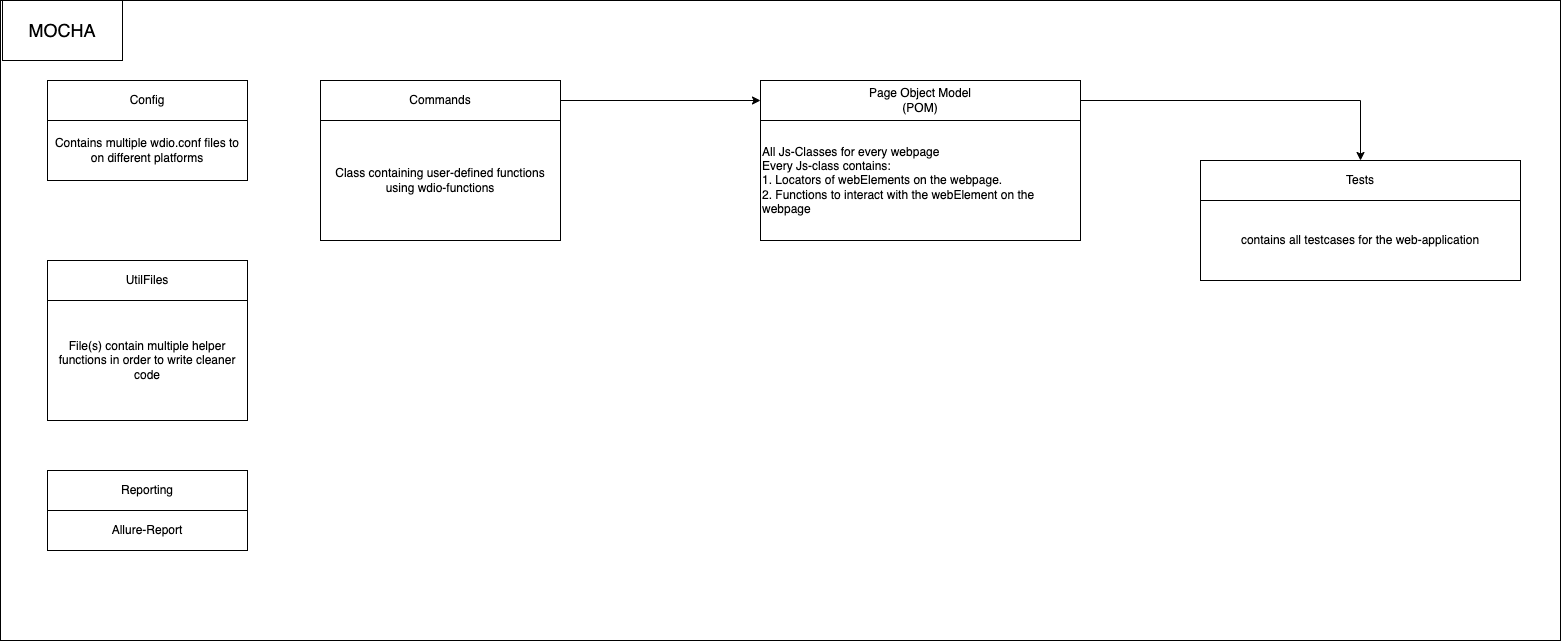 MOCHA
Config
Contains multiple wdio.conf files to
on different platforms
Commands
Class containing user-defined functions
using wdio-functions
Page Object Model
(POM)
All Js-Classes for every webpage
Every Js-class contains:
1. Locators of webElements on the webpage.
2. Functions to interact with the webElement on the
webpage
Tests
contains all testcases for the web-application
UtilFiles
File(s) contain multiple helper
functions in order to write cleaner
code
Reporting
Allure-Report